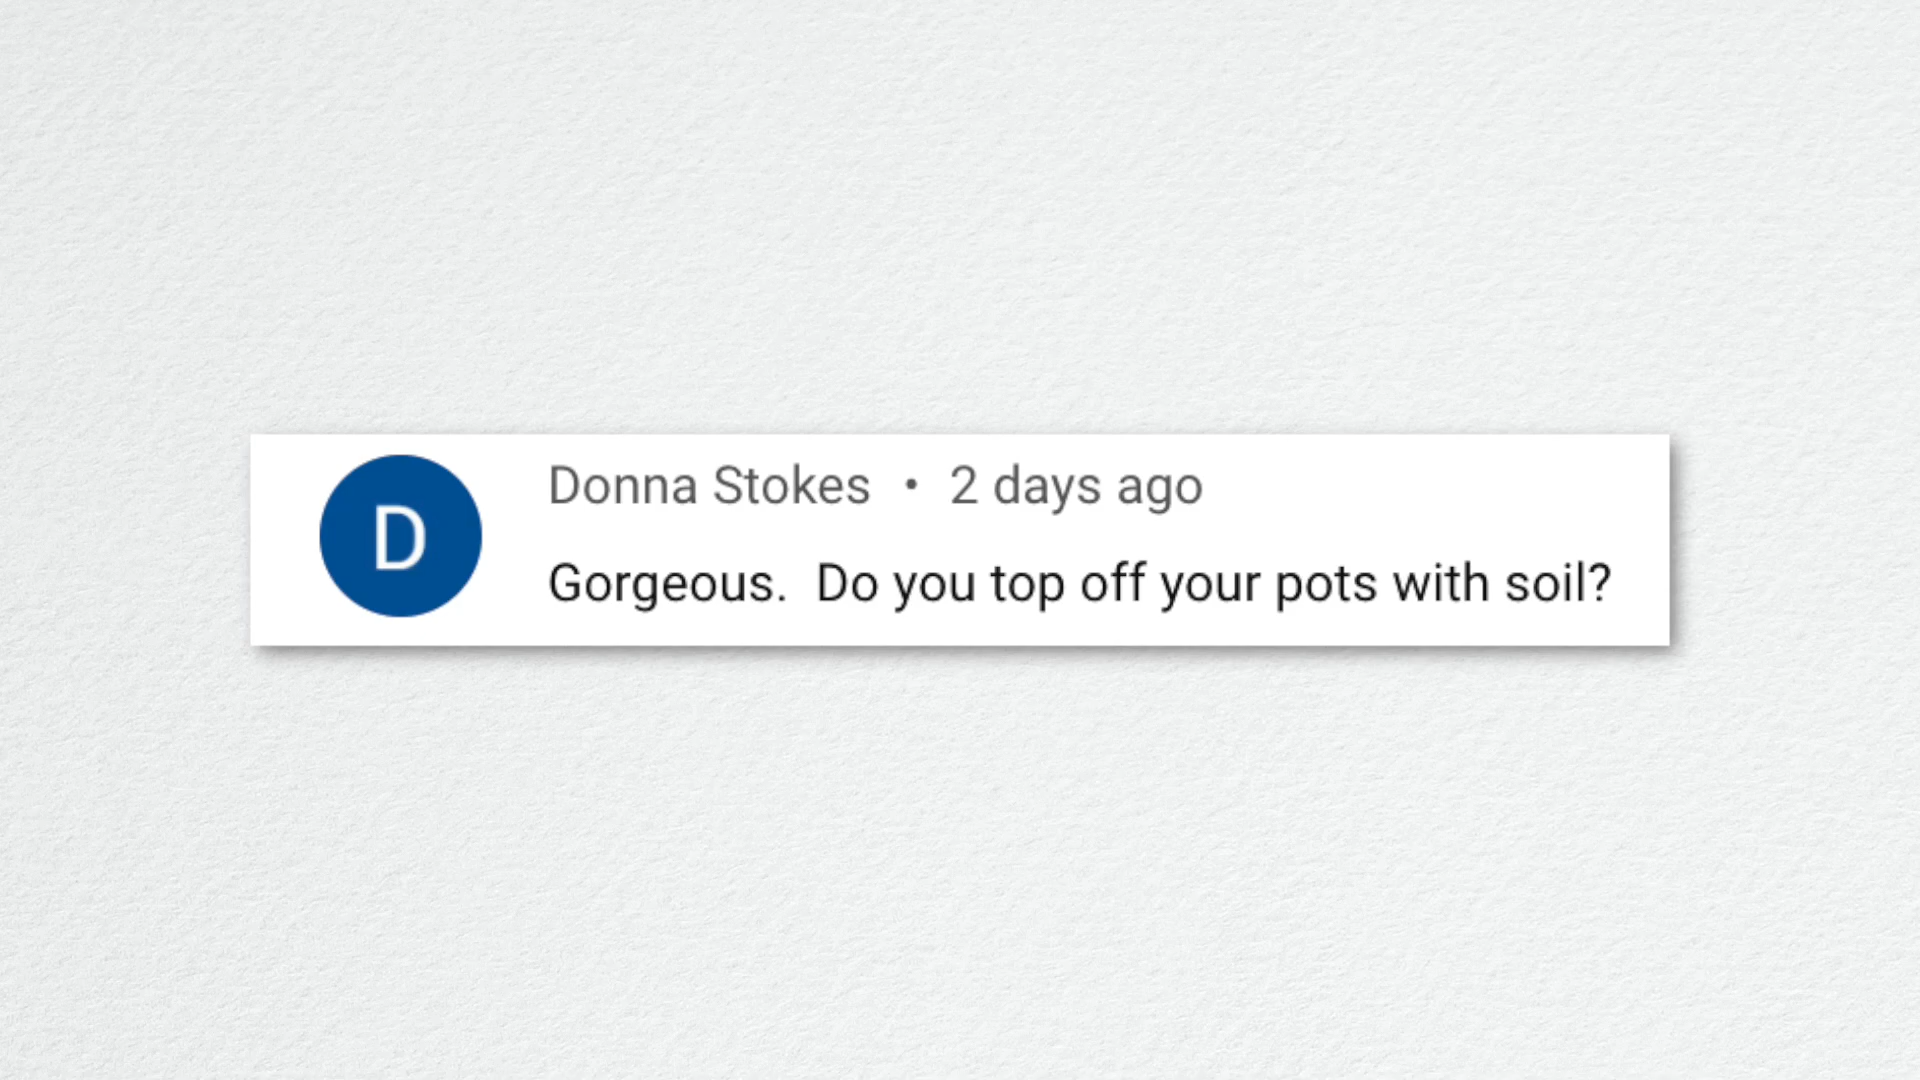 D
Donna Stokes • 2 days ago
Gorgeous.  Do you top off your pots with soil?